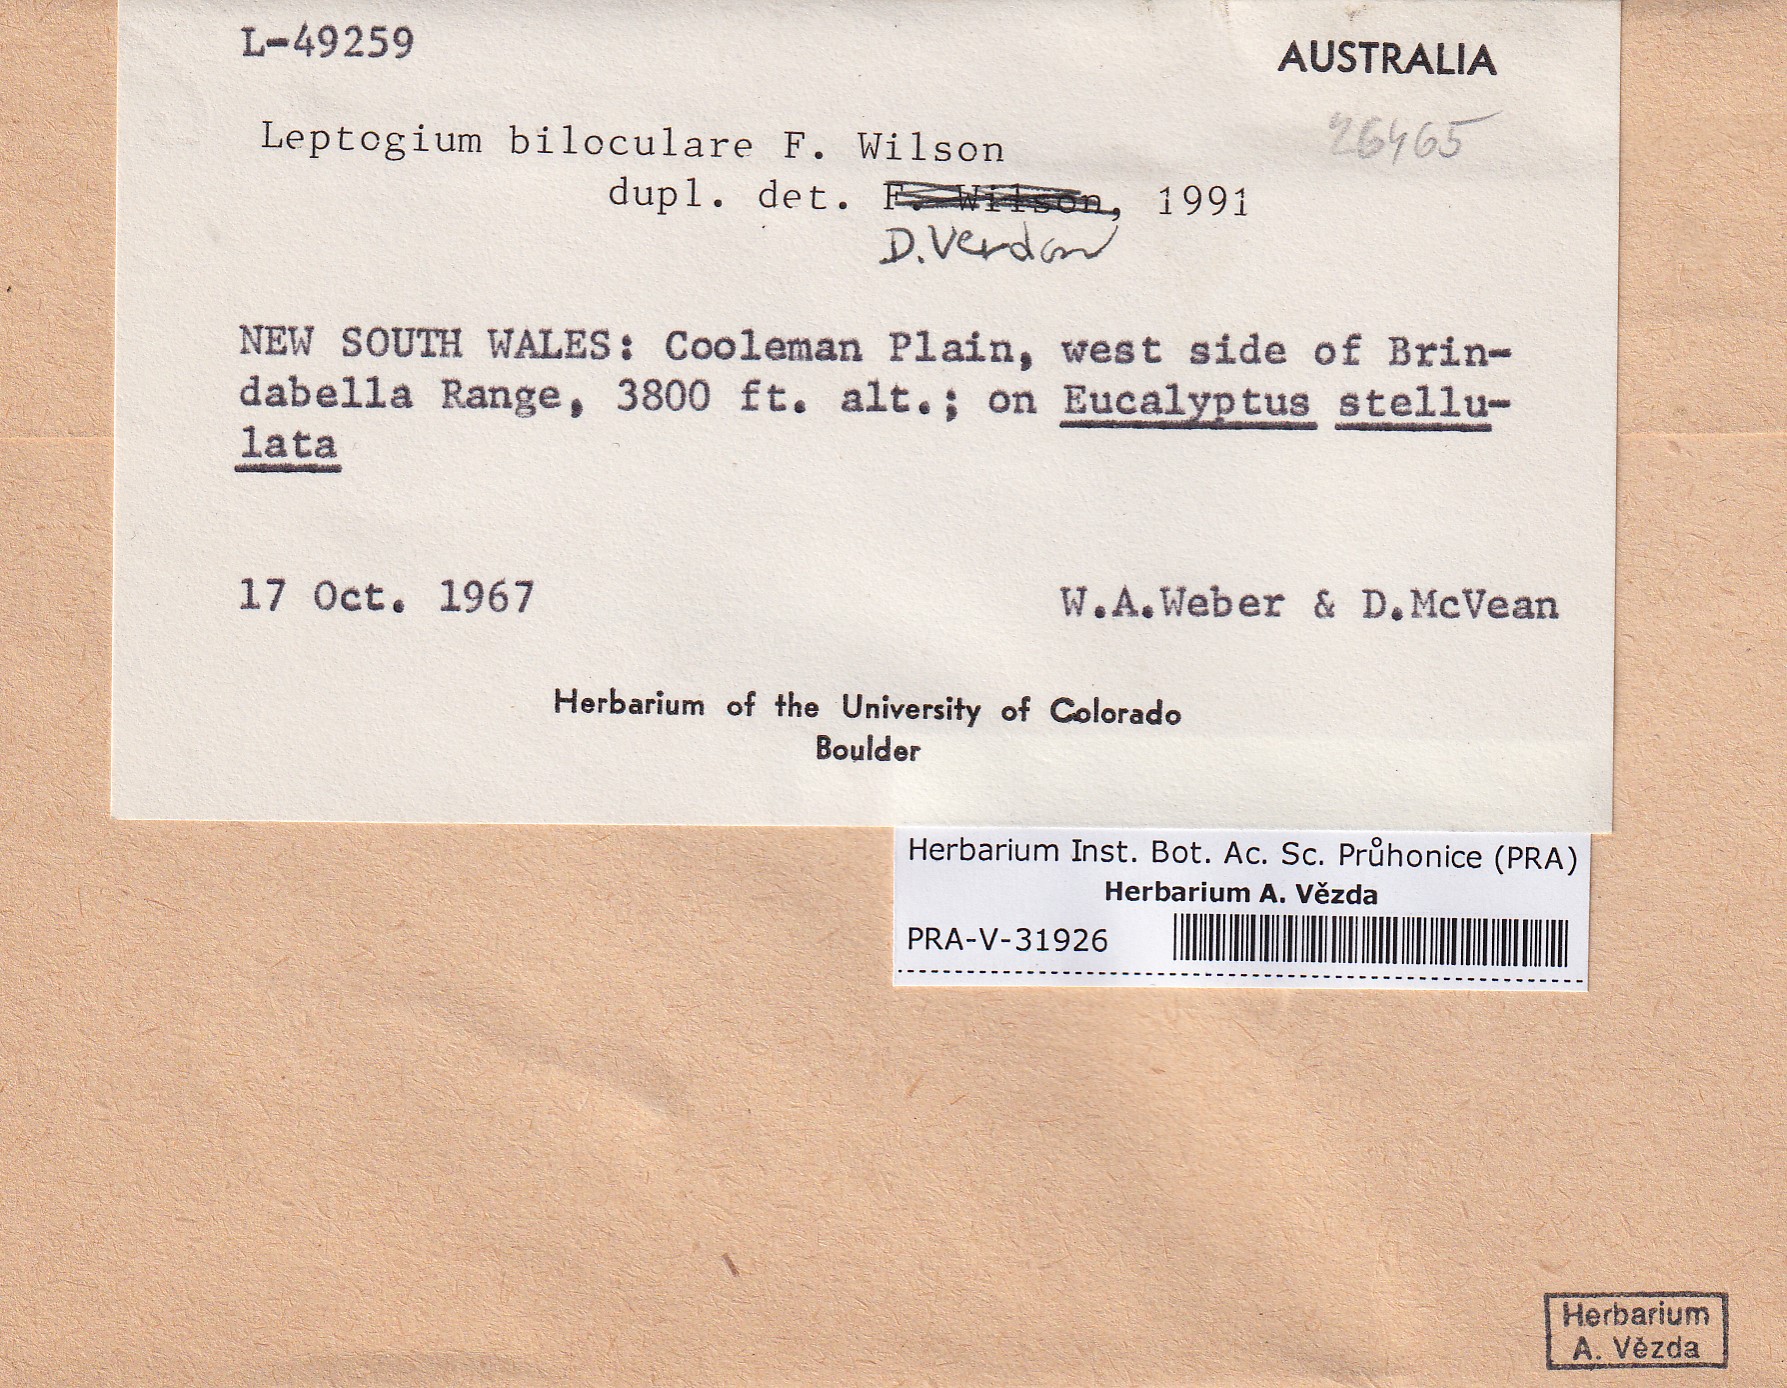 L-49259
AUSTRALIA
26465
Leptogium biloculare F. Wilson
dupl. det. F. Wilson, 1991
D. Verdon
NEW SOUTH WALES: Cooleman Plain, west side of Brin-
dabella Range, 3800 ft. alt.; on Eucalyptus stellu-
lata
17 Oct. 1967
W.A.Weber & D.McVean
Herbarium of the University of Colorado
Boulder
Herbarium Inst. Bot. Ac. Sc. Průhonice (PRA)
Herbarium A. Vězda
PRA-V-31926
Herbarium
A. Vězda